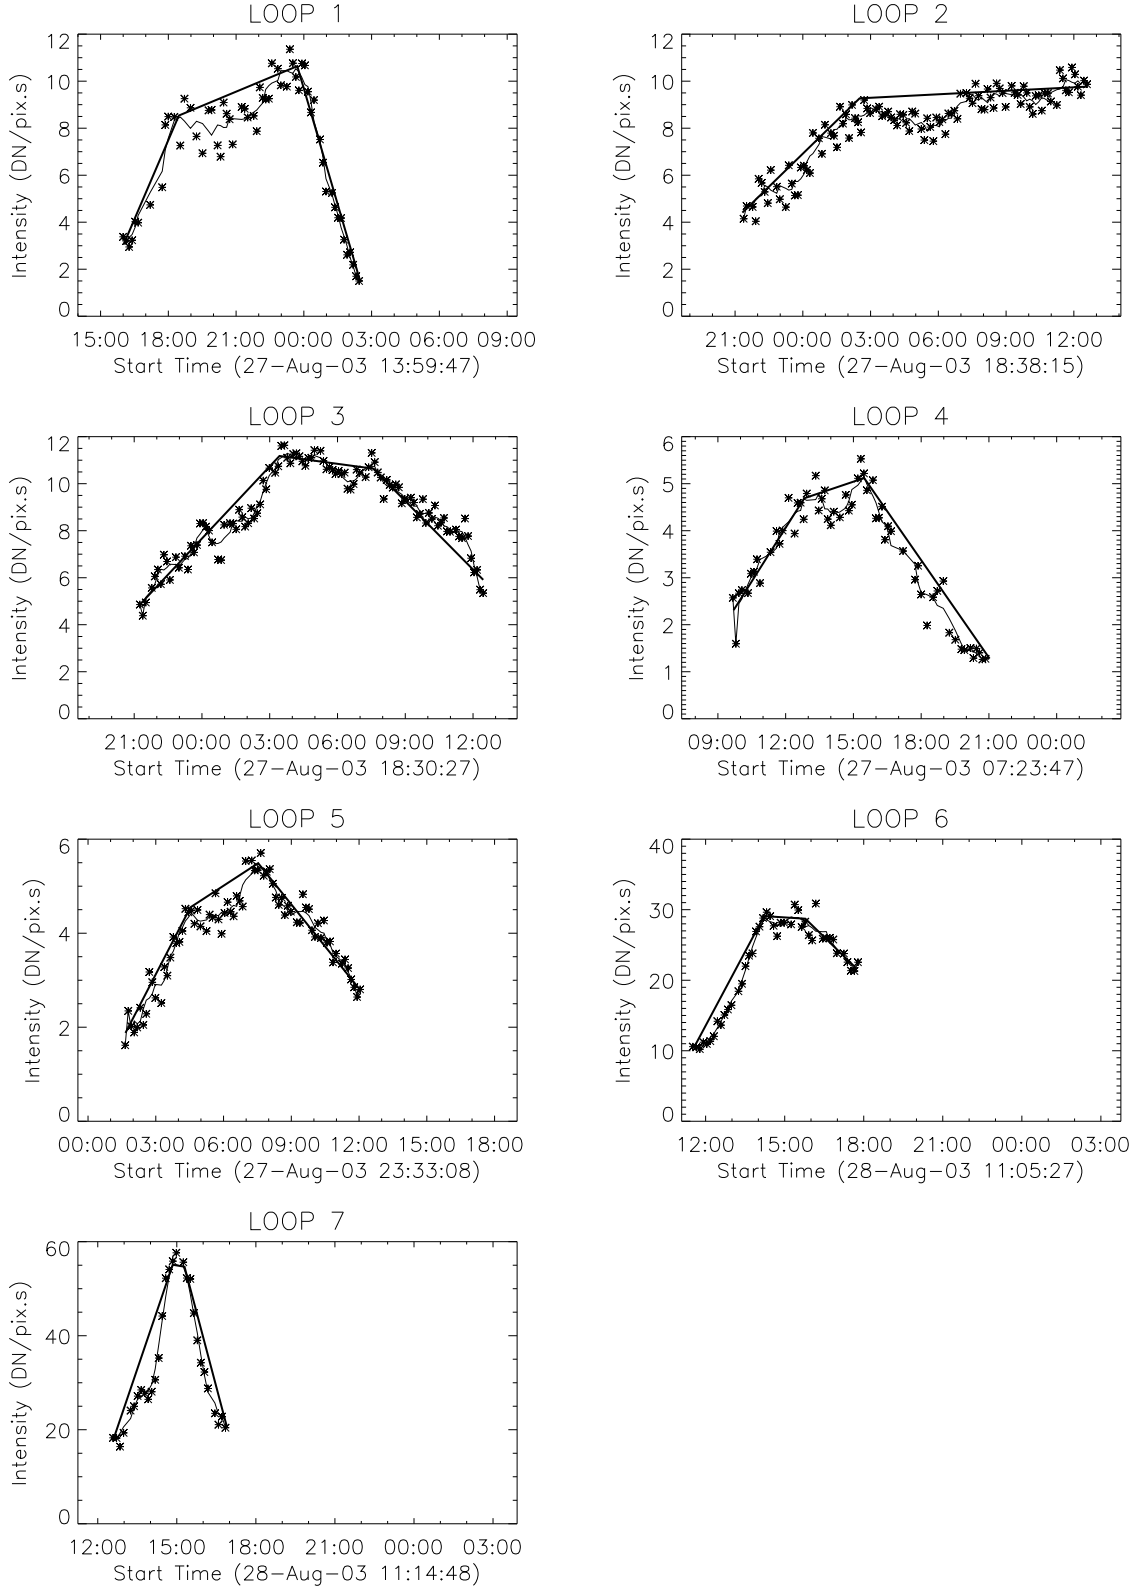 LOOP 1
12
10
8
6
4
2
0
Intensity (DN/pix.s)
15:00 18:00 21:00 00:00 03:00 06:00 09:00
Start Time (27-Aug-03 13:59:47)
LOOP 2
12
10
8
6
4
2
0
Intensity (DN/pix.s)
21:00 00:00 03:00 06:00 09:00 12:00
Start Time (27-Aug-03 18:38:15)
LOOP 3
12
10
8
6
4
2
0
Intensity (DN/pix.s)
21:00 00:00 03:00 06:00 09:00 12:00
Start Time (27-Aug-03 18:30:27)
LOOP 4
6
5
4
3
2
1
0
Intensity (DN/pix.s)
09:00 12:00 15:00 18:00 21:00 00:00
Start Time (27-Aug-03 07:23:47)
LOOP 5
6
4
2
0
Intensity (DN/pix.s)
00:00 03:00 06:00 09:00 12:00 15:00 18:00
Start Time (27-Aug-03 23:33:08)
LOOP 6
40
30
20
10
0
Intensity (DN/pix.s)
12:00 15:00 18:00 21:00 00:00 03:00
Start Time (28-Aug-03 11:05:27)
LOOP 7
60
40
20
0
Intensity (DN/pix.s)
12:00 15:00 18:00 21:00 00:00 03:00
Start Time (28-Aug-03 11:14:48)